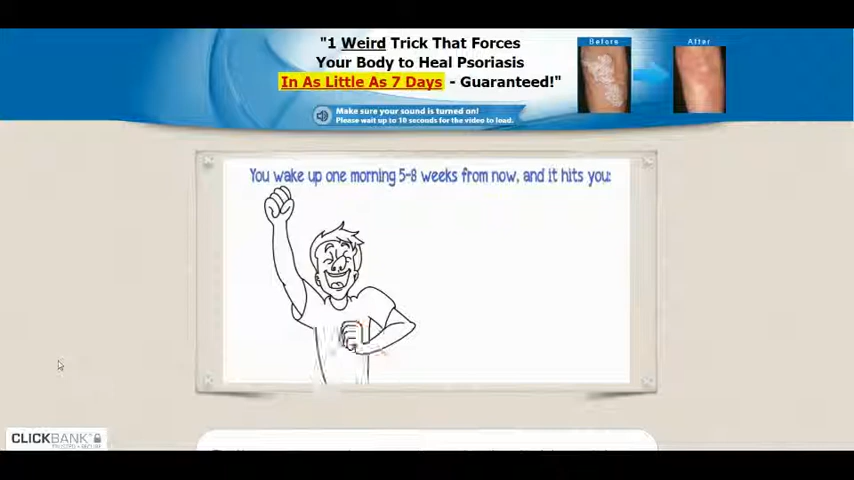 "1 Weird Trick That Forces
Your Body to Heal Psoriasis
In As Little As 7 Days - Guaranteed!"
Before
After
Make sure your sound is turned on!
Please wait up to 10 seconds for the video to load.
You wake up one morning 5-8 weeks from now, and it hits you:
CLICKBANK